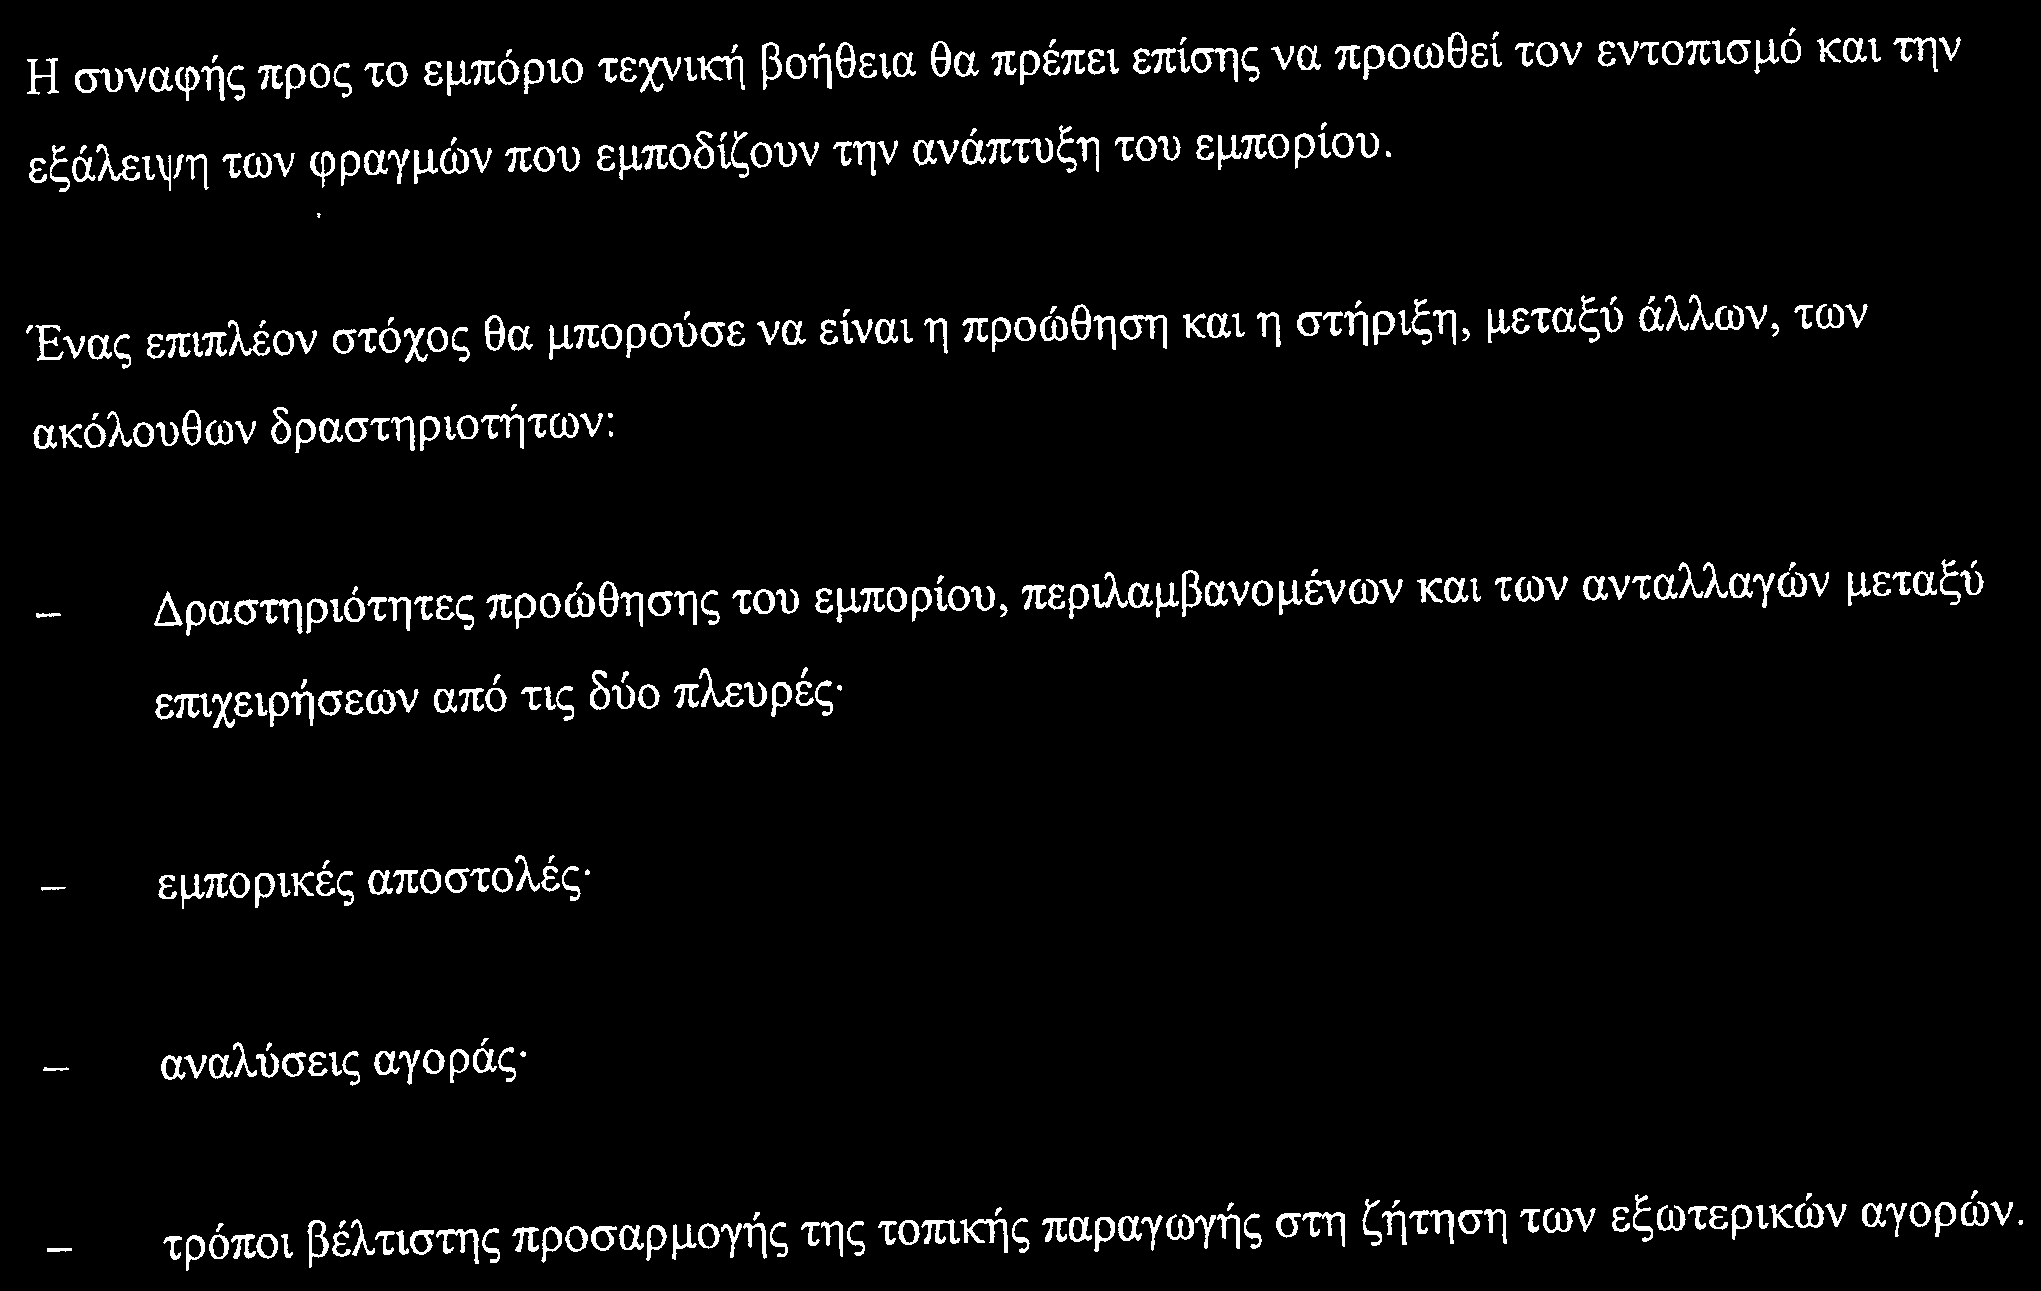 Η συναφής προς το εμπόριο τεχνική βοήθεια θα πρέπει επίσης να προωθεί τον εντοπισμό και την
εξάλειψη των φραγμών που εμποδίζουν την ανάπτυξη του εμπορίου.
Ένας επιπλέον στόχος θα μπορούσε να είναι η προώθηση και η στήριξη, μεταξύ άλλων, των
ακόλουθων δραστηριοτήτων:
– Δραστηριότητες προώθησης του εμπορίου, περιλαμβανομένων και των ανταλλαγών μεταξύ
επιχειρήσεων από τις δύο πλευρές·
– εμπορικές αποστολές·
– αναλύσεις αγοράς·
– τρόποι βέλτιστης προσαρμογής της τοπικής παραγωγής στη ζήτηση των εξωτερικών αγορών.